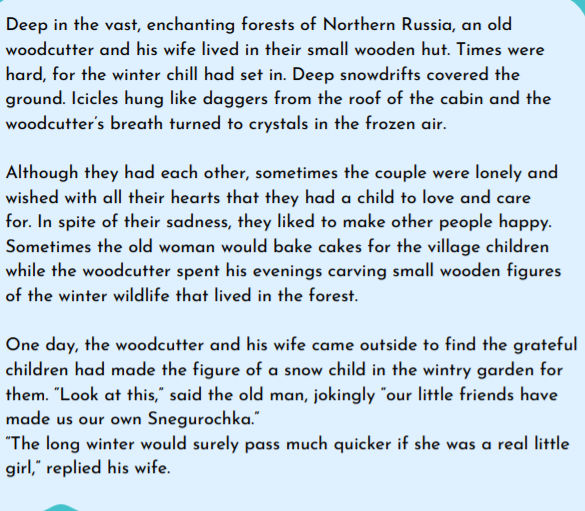 Deep in the vast, enchanting forests of Northern Russia, an old
woodcutter and his wife lived in their small wooden hut. Times were
hard, for the winter chill had set in. Deep snowdrifts covered the
ground. Icicles hung like daggers from the roof of the cabin and the
woodcutter's breath turned to crystals in the frozen air.
Although they had each other, sometimes the couple were lonely and
wished with all their hearts that they had a child to love and care
for. In spite of their sadness, they liked to make other people happy.
Sometimes the old woman would bake cakes for the village children
while the woodcutter spent his evenings carving small wooden figures
of the winter wildlife that lived in the forest.
One day, the woodcutter and his wife came outside to find the grateful
children had made the figure of a snow child in the wintry garden for
them. "Look at this," said the old man, jokingly "our little friends have
made us our own Snegurochka."
"The long winter would surely pass much quicker if she was a real little
girl," replied his wife.